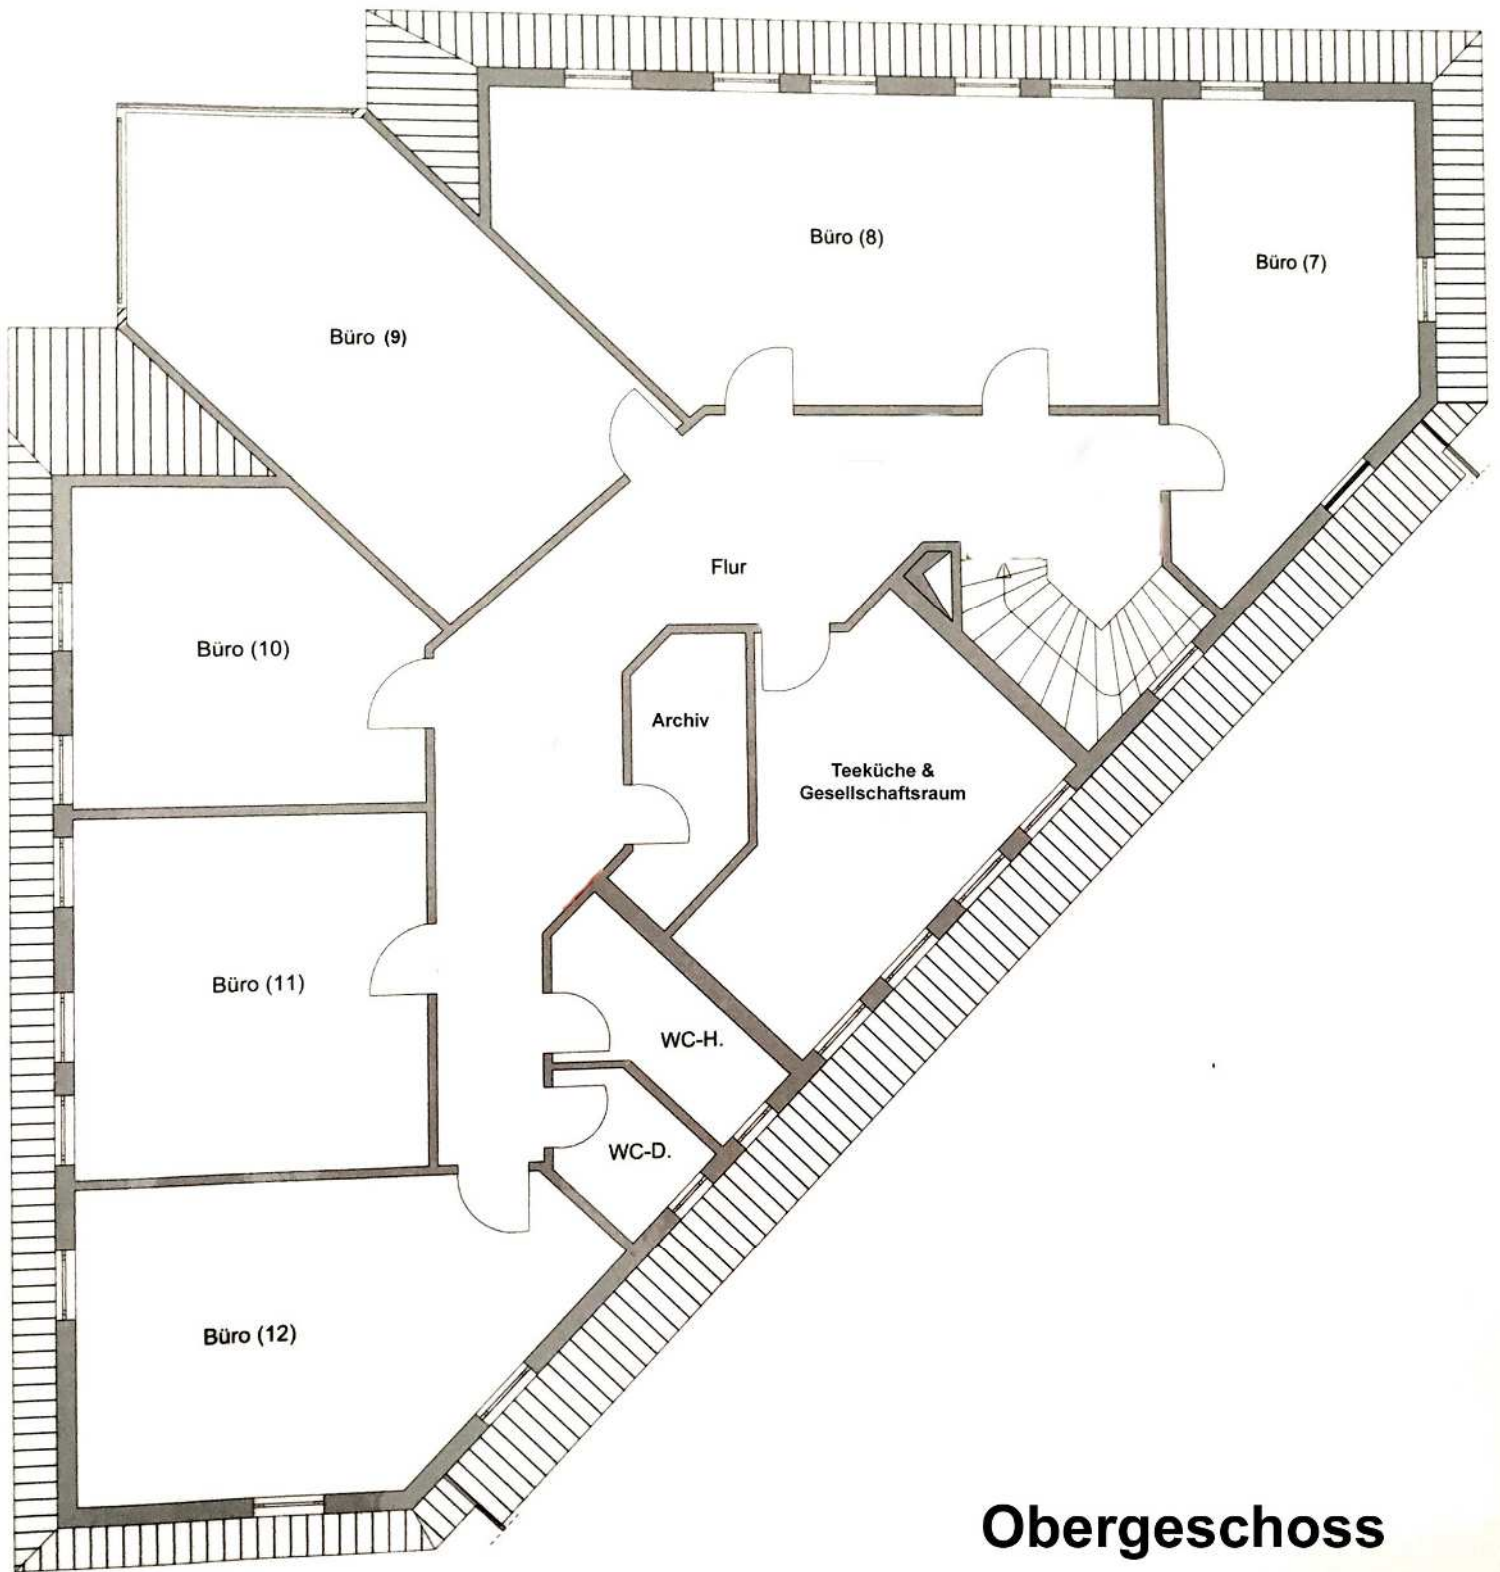 Büro (8)
Büro (7)
Büro (9)
Flur
Büro (10)
Archiv
Teeküche &
Gesellschaftsraum
Büro (11)
WC-H.
WC-D.
Büro (12)
Obergeschoss